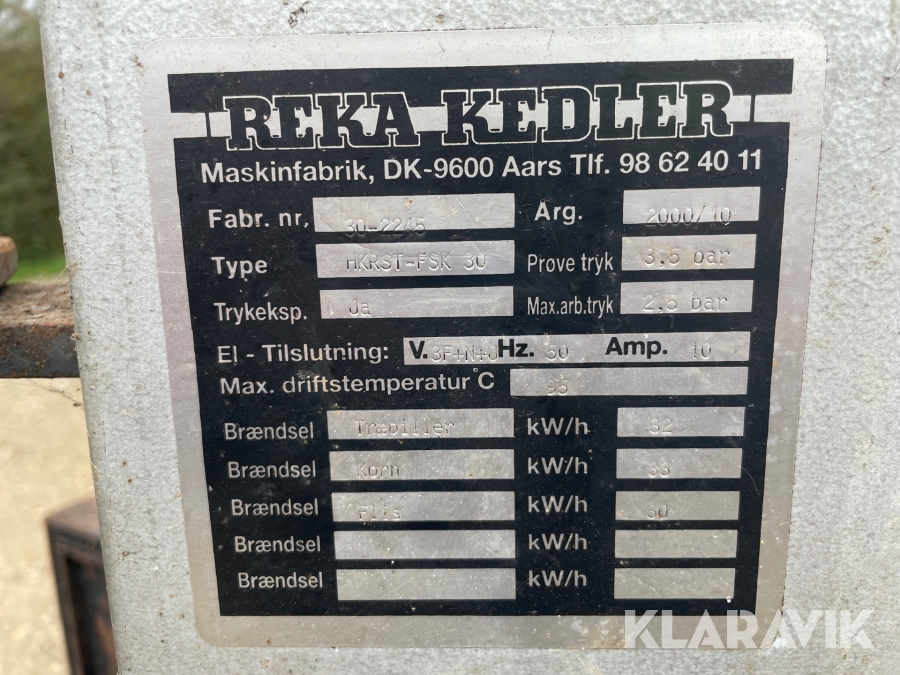 REKA KEDLER
Maskinfabrik, DK-9600 Aars Tlf. 98 62 40 11
Fabr. nr. 30-2245 Arg. 2000/10
Type HKRST-FSK 30 Prove tryk 3,5 bar
Trykeksp. Ja Max.arb.tryk 2,5 bar
El - Tilslutning: V. 3F+N+J Hz. 50 Amp. 10
Max. driftstemperatur °C 95
Brændsel Træpiller kW/h 32
Brændsel Korn kW/h
Brændsel Flis kW/h 30
Brændsel kW/h
Brændsel kW/h
KLARAVIK